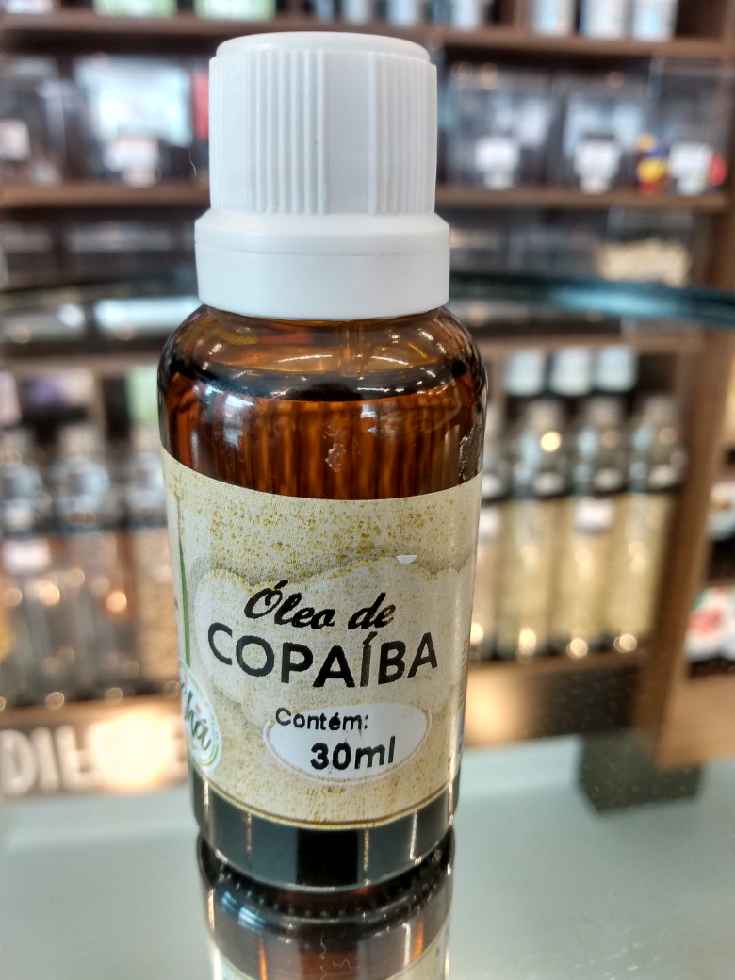 Óleo de
COPAÍBA
Contém:
30ml